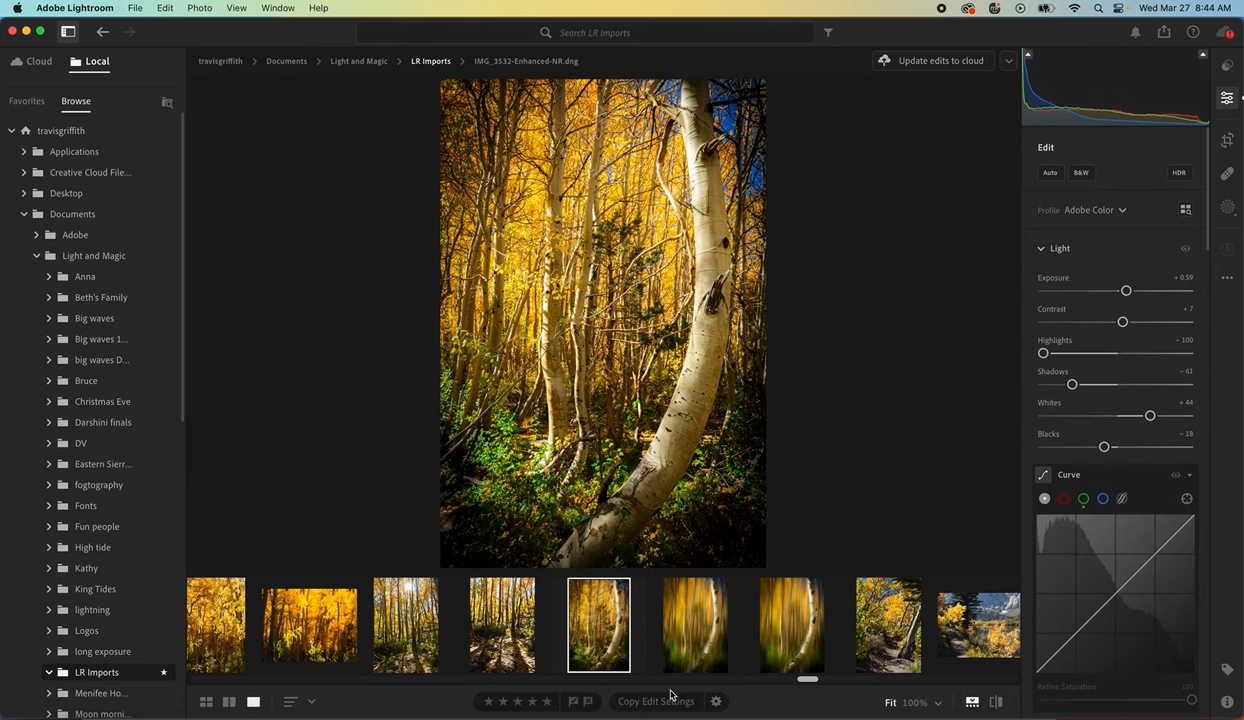 Adobe Lightroom File Edit Photo View Window Help Wed Mar 27 8:44 AM
Search LR Imports
Cloud Local
travisgriffith > Documents > Light and Magic > LR Imports > IMG_3532-Enhanced-NR.dng
Update edits to cloud
Favorites Browse
travisgriffith
Applications
Creative Cloud File...
Desktop
Documents
Adobe
Light and Magic
Anna
Beth's Family
Big waves
Big waves 1...
big waves D...
Bruce
Christmas Eve
Darshini finals
DV
Eastern Sierr...
fogtography
Fonts
Fun people
High tide
Kathy
King Tides
lightning
Logos
long exposure
LR Imports
Menifee Ho...
Moon morni...
Edit
Auto B&W HDR
Profile Adobe Color
Light
Exposure + 0.59
Contrast + 7
Highlights - 100
Shadows - 61
Whites + 44
Blacks - 18
Curve
Refine Saturation 100
Copy Edit Settings
Fit 100%